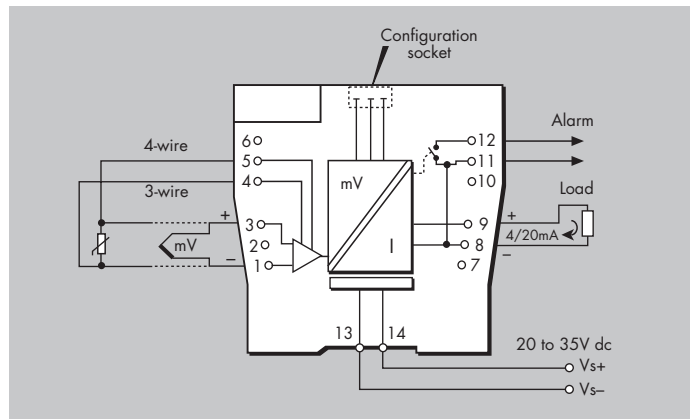 Configuration
socket
4-wire
3-wire
+
mV
–
6
5
4
3
2
1
mV
I
12
11
10
9
8
7
Alarm
Load
+
4/20mA
–
13
14
20 to 35V dc
Vs+
Vs–